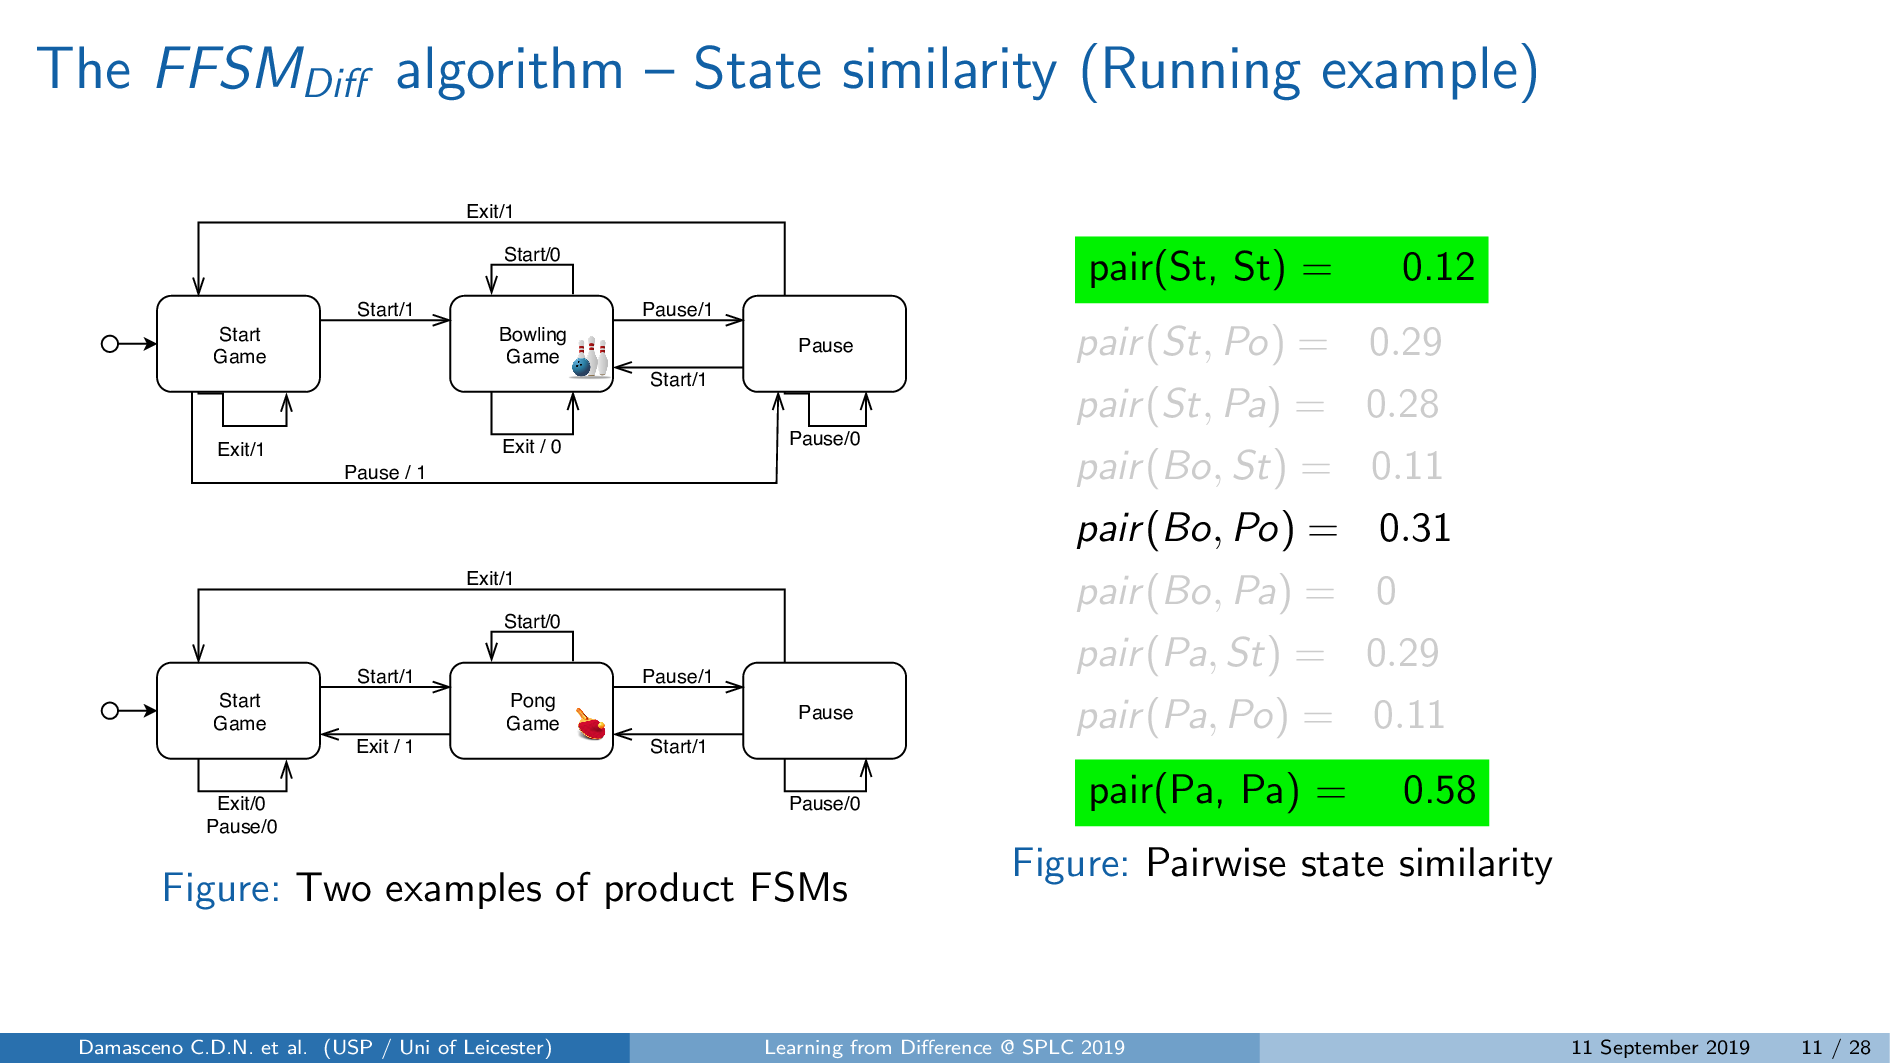 The FFSM_Diff algorithm – State similarity (Running example)
Exit/1
Start/0
Start/1
Pause/1
Start
Game
Bowling
Game
Pause
Start/1
Exit/1
Exit / 0
Pause/0
Pause / 1
Exit/1
Start/0
Start/1
Pause/1
Start
Game
Pong
Game
Pause
Exit / 1
Start/1
Exit/0
Pause/0
Pause/0
Figure: Two examples of product FSMs
pair(St, St) = 0.12
pair(St, Po) = 0.29
pair(St, Pa) = 0.28
pair(Bo, St) = 0.11
pair(Bo, Po) = 0.31
pair(Bo, Pa) = 0
pair(Pa, St) = 0.29
pair(Pa, Po) = 0.11
pair(Pa, Pa) = 0.58
Figure: Pairwise state similarity
Damasceno C.D.N. et al. (USP / Uni of Leicester)
Learning from Difference @ SPLC 2019
11 September 2019 11 / 28